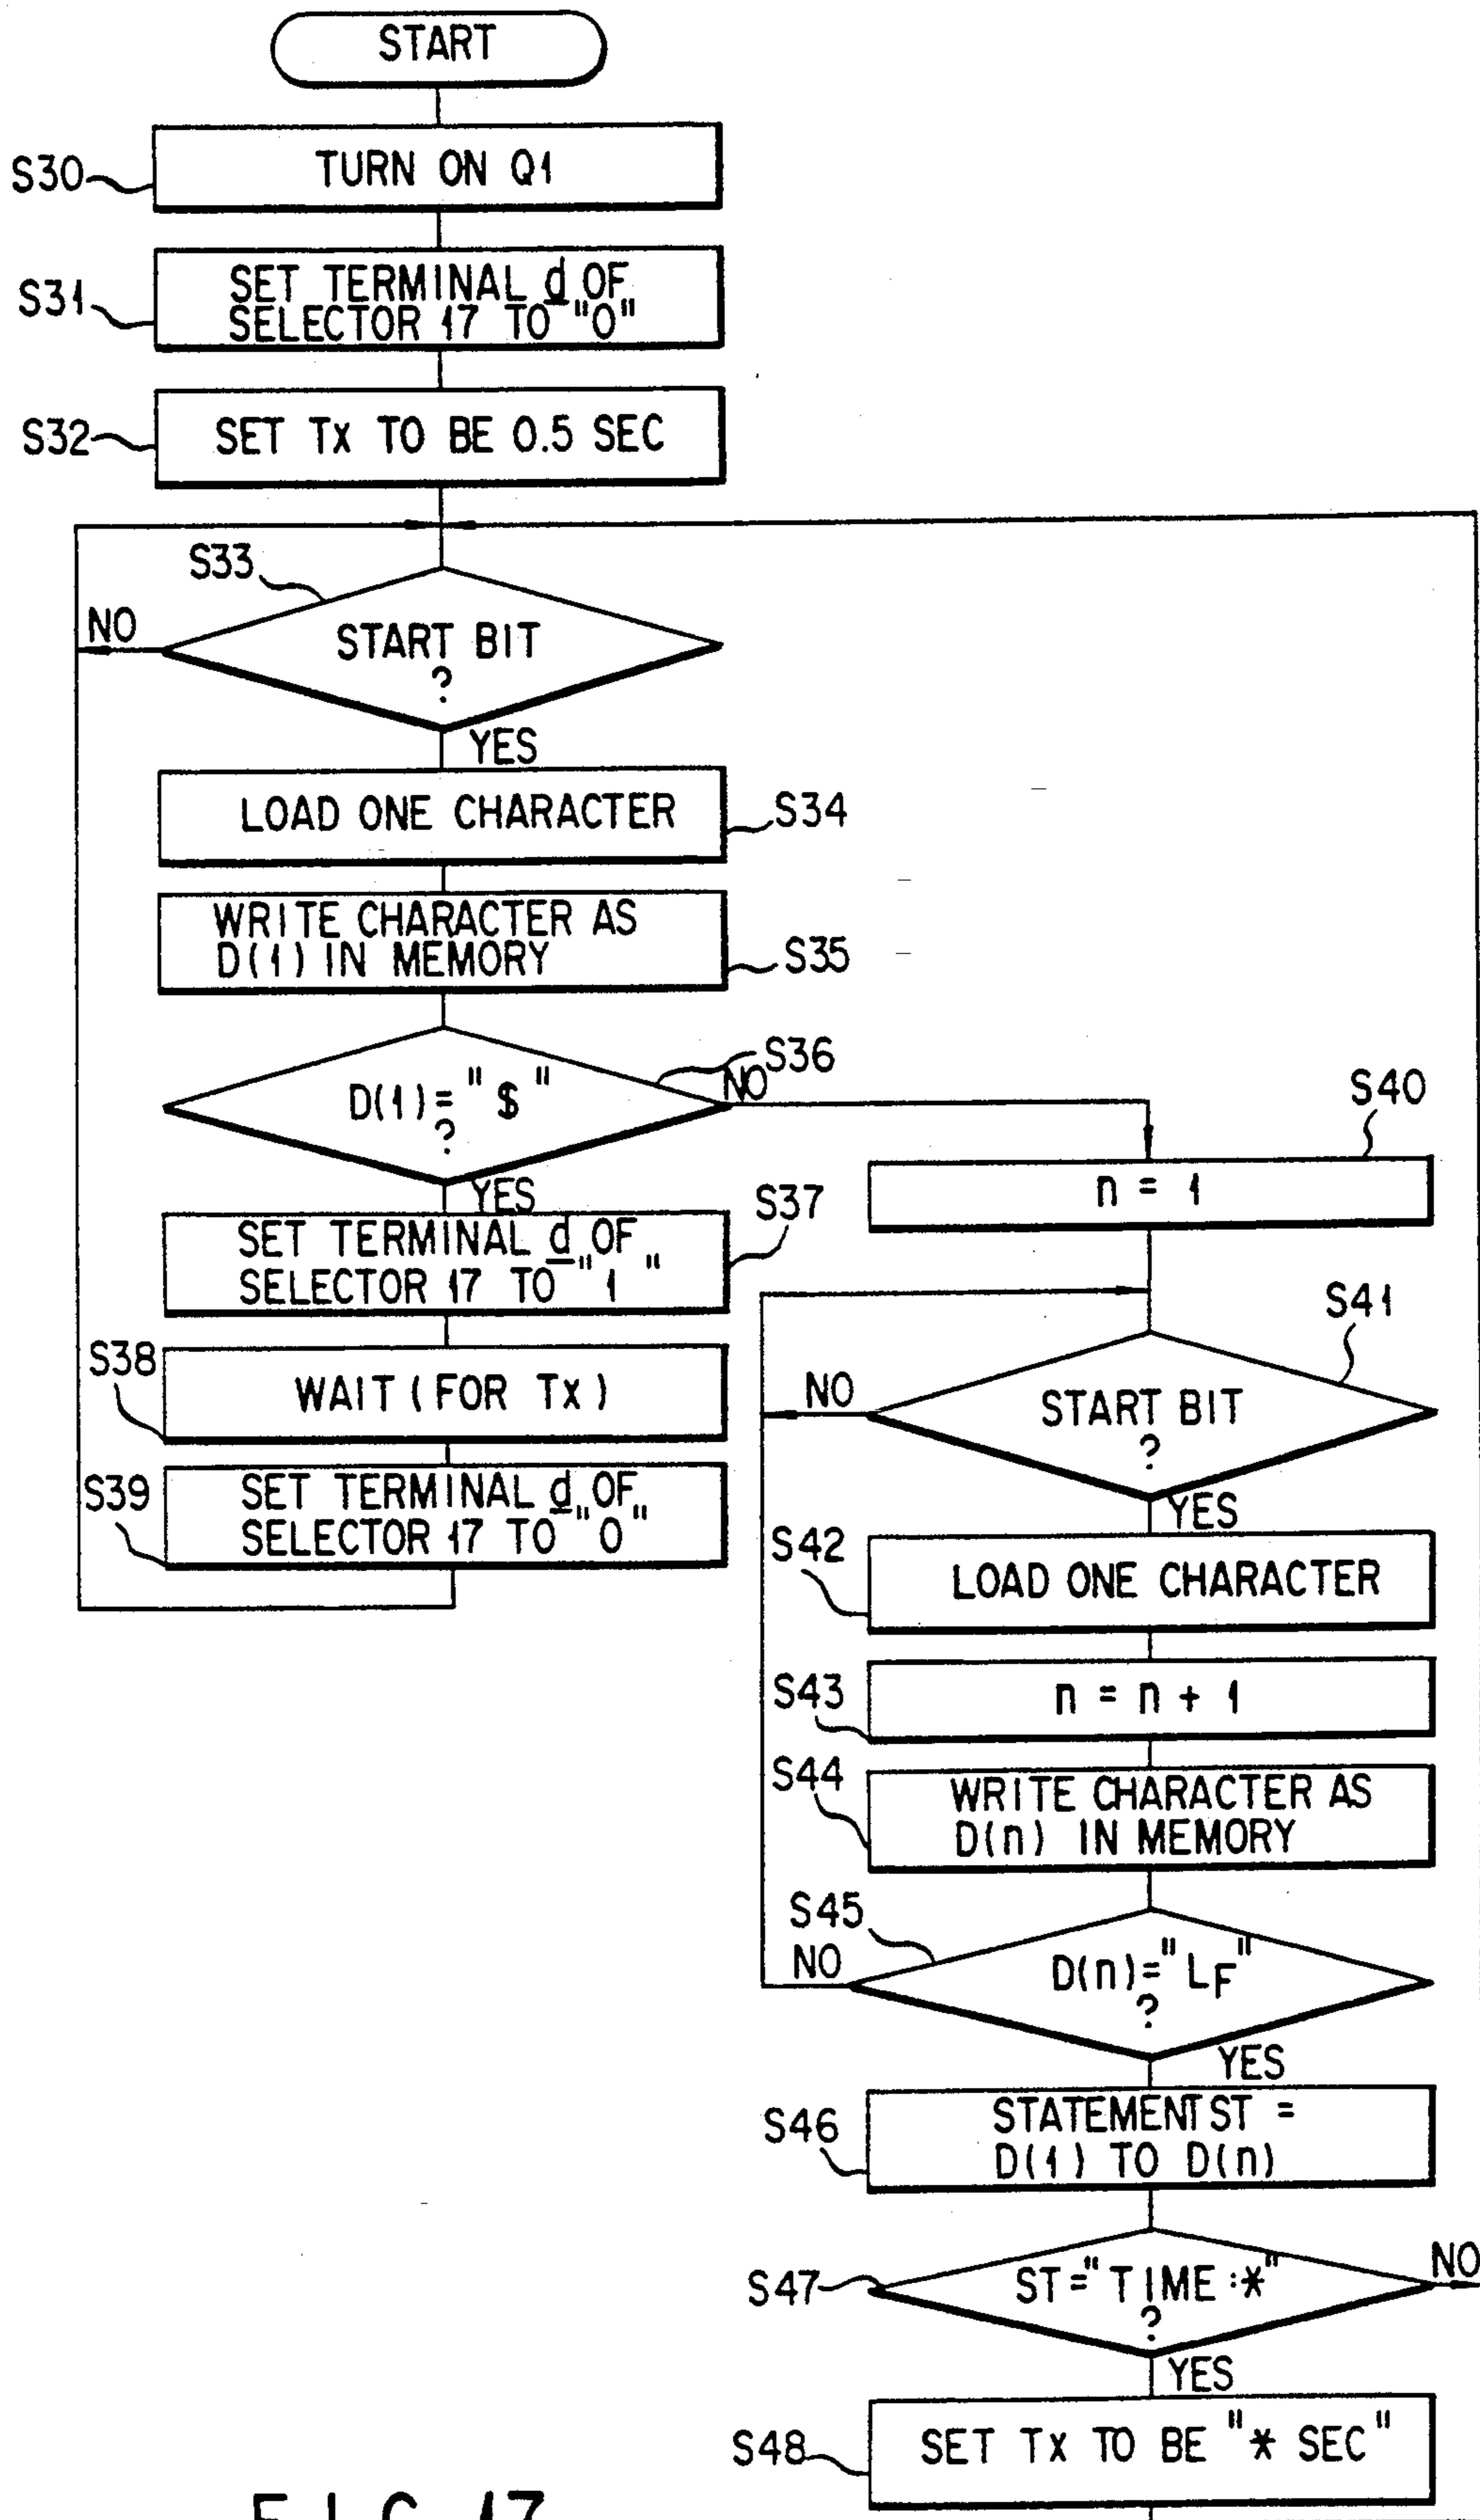 START
S30
TURN ON Q1
S31
SET TERMINAL d OF
SELECTOR 17 TO "0"
S32
SET Tx TO BE 0.5 SEC
S33
NO
START BIT
?
YES
LOAD ONE CHARACTER
S34
WRITE CHARACTER AS
D(1) IN MEMORY
S35
S36
D(1)="$"
?
NO
YES
S37
SET TERMINAL d OF
SELECTOR 17 TO "1"
S38
WAIT (FOR Tx)
S39
SET TERMINAL d OF
SELECTOR 17 TO "0"
S40
n = 1
S41
NO
START BIT
?
YES
S42
LOAD ONE CHARACTER
S43
n = n + 1
S44
WRITE CHARACTER AS
D(n) IN MEMORY
S45
NO
D(n)="LF"
?
YES
S46
STATEMENT ST =
D(1) TO D(n)
S47
ST="TIME:*"
?
NO
YES
S48
SET Tx TO BE "* SEC"
FIG. 17